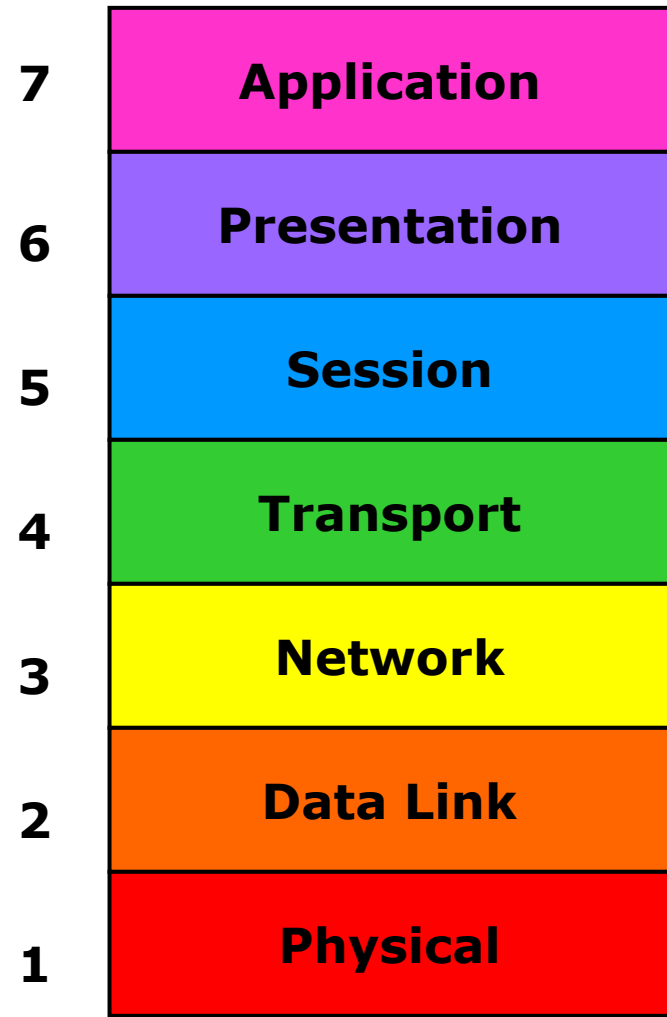 7 Application
6 Presentation
5 Session
4 Transport
3 Network
2 Data Link
1 Physical